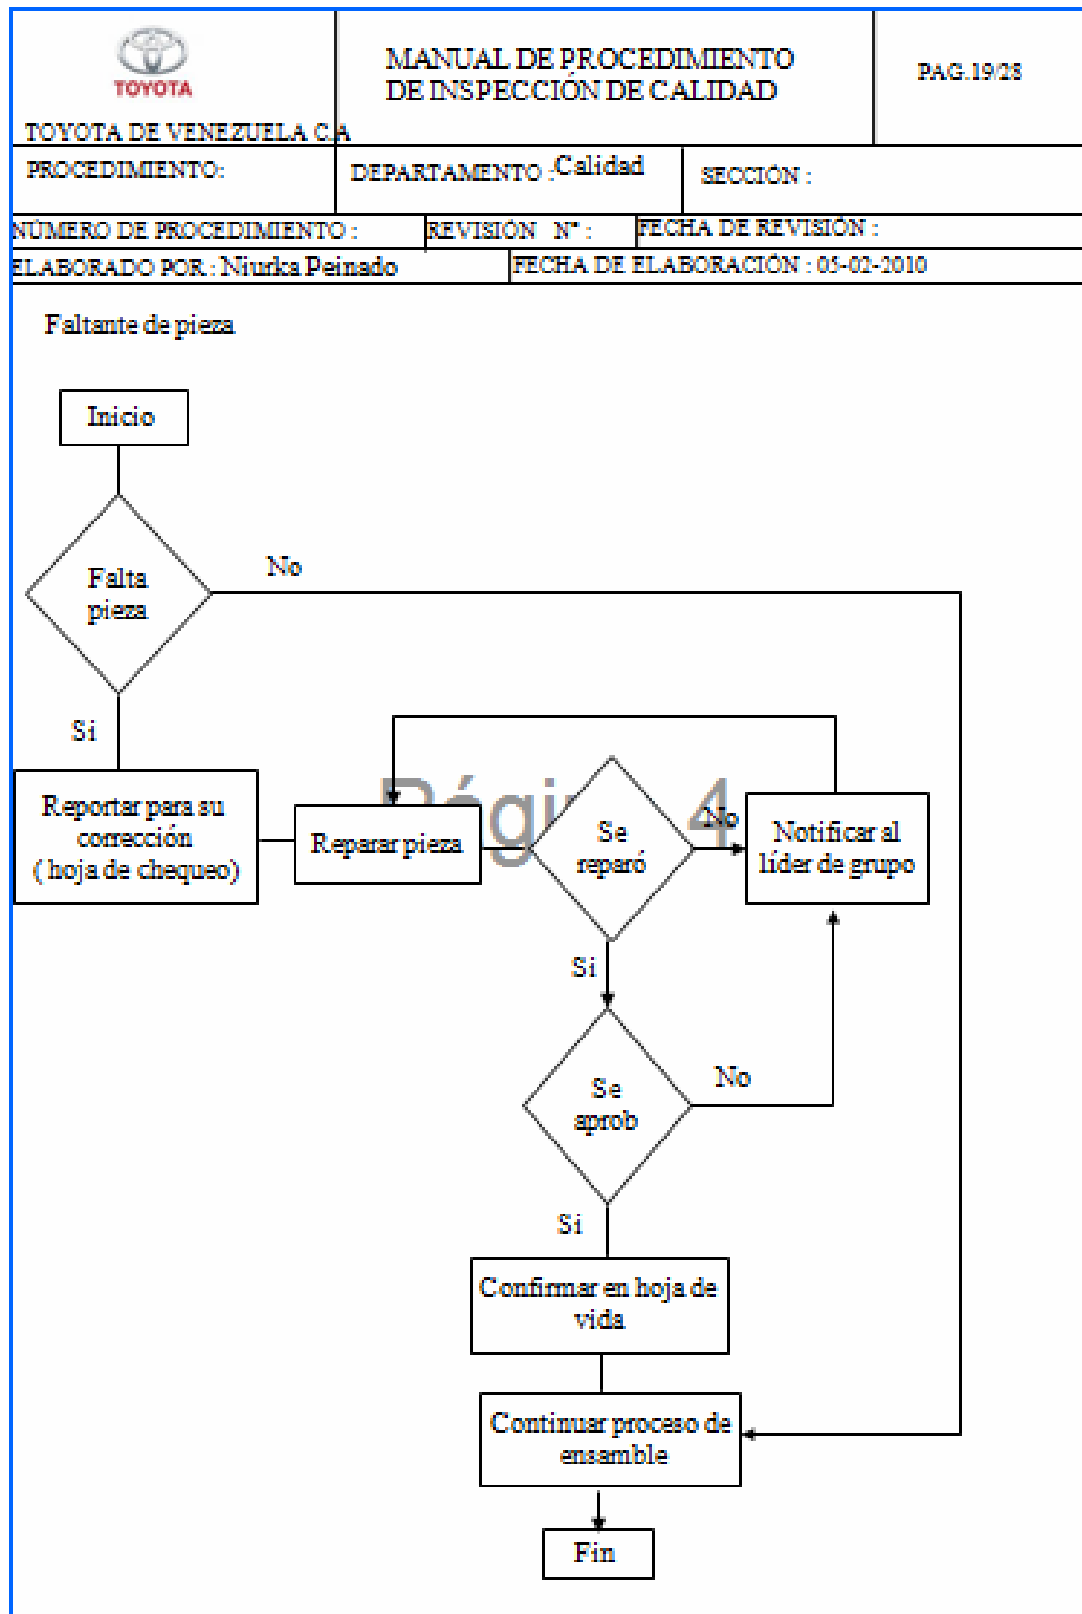 TOYOTA
TOYOTA DE VENEZUELA C.A
MANUAL DE PROCEDIMIENTO
DE INSPECCIÓN DE CALIDAD
PAG.19/28
PROCEDIMIENTO:
DEPARTAMENTO :Calidad
SECCIÓN :
NÚMERO DE PROCEDIMIENTO :
REVISIÓN N° :
FECHA DE REVISIÓN :
ELABORADO POR : Niurka Peinado
FECHA DE ELABORACIÓN : 05-02-2010
Faltante de pieza
Inicio
Falta
pieza
No
Si
Reportar para su
corrección
( hoja de chequeo)
Reparar pieza
Página 4
Se
reparó
No
Notificar al
líder de grupo
Si
Se
aprob
No
Si
Confirmar en hoja de
vida
Continuar proceso de
ensamble
Fin